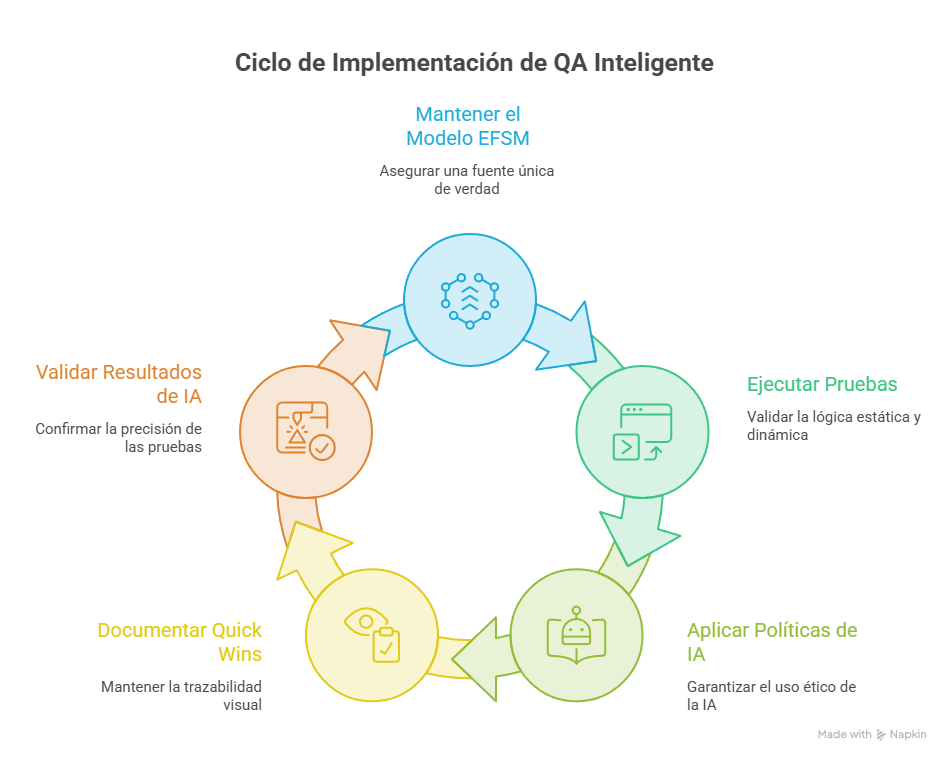 Ciclo de Implementación de QA Inteligente
Mantener el
Modelo EFSM
Asegurar una fuente única
de verdad
Ejecutar Pruebas
Validar la lógica estática y
dinámica
Aplicar Políticas de
IA
Garantizar el uso ético de
la IA
Documentar Quick
Wins
Mantener la trazabilidad
visual
Validar Resultados
de IA
Confirmar la precisión de
las pruebas
Made with Napkin